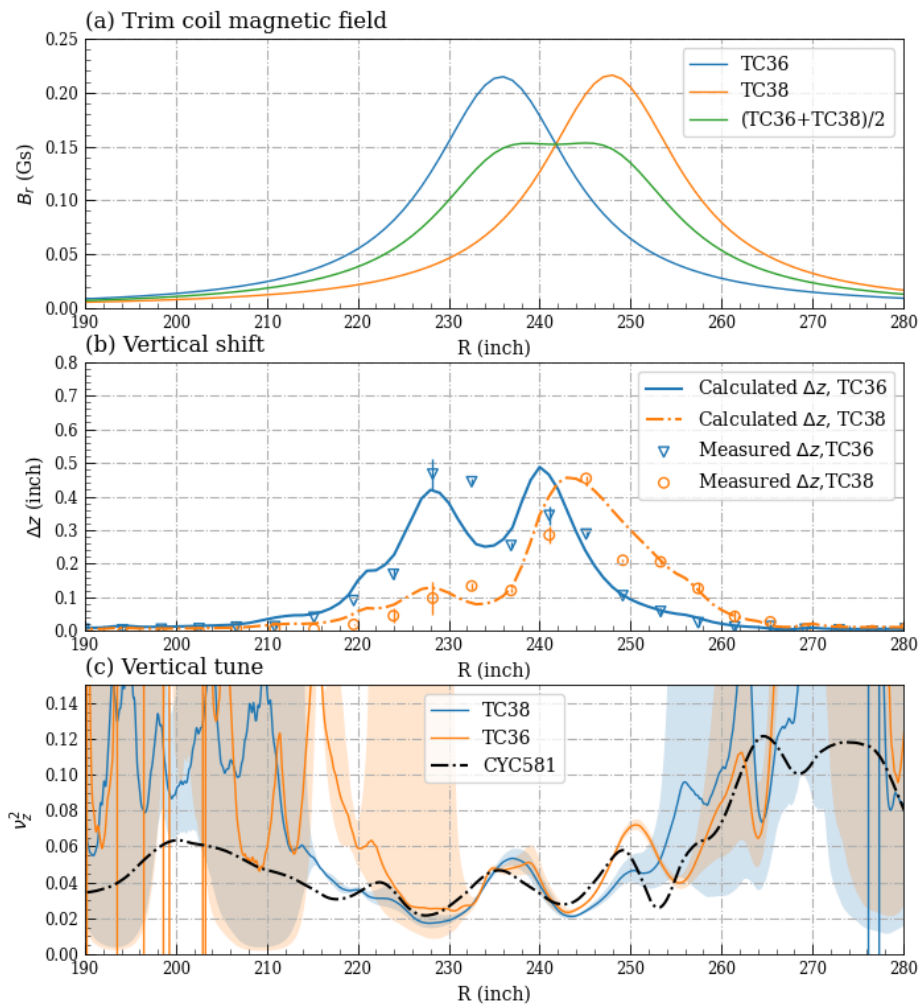 (a) Trim coil magnetic field
0.25
0.20
0.15
0.10
0.05
0.00
B_r (Gs)
TC36
TC38
(TC36+TC38)/2
190 200 210 220 230 240 250 260 270 280
R (inch)
(b) Vertical shift
0.8
0.7
0.6
0.5
0.4
0.3
0.2
0.1
0.0
Δz (inch)
Calculated Δz, TC36
Calculated Δz, TC38
Measured Δz,TC36
Measured Δz,TC38
190 200 210 220 230 240 250 260 270 280
R (inch)
(c) Vertical tune
0.14
0.12
0.10
0.08
0.06
0.04
0.02
0.00
ν_z^2
TC38
TC36
CYC581
190 200 210 220 230 240 250 260 270 280
R (inch)